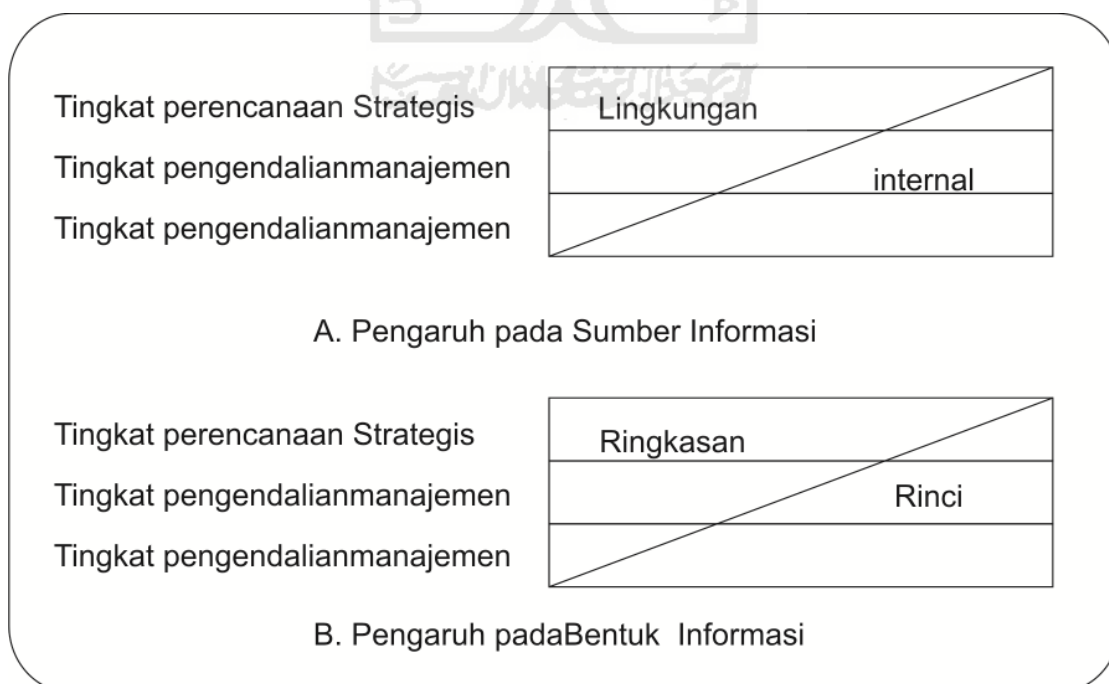 Tingkat perencanaan Strategis
Lingkungan
Tingkat pengendalianmanajemen
internal
Tingkat pengendalianmanajemen
A. Pengaruh pada Sumber Informasi
Tingkat perencanaan Strategis
Ringkasan
Tingkat pengendalianmanajemen
Rinci
Tingkat pengendalianmanajemen
B. Pengaruh padaBentuk Informasi